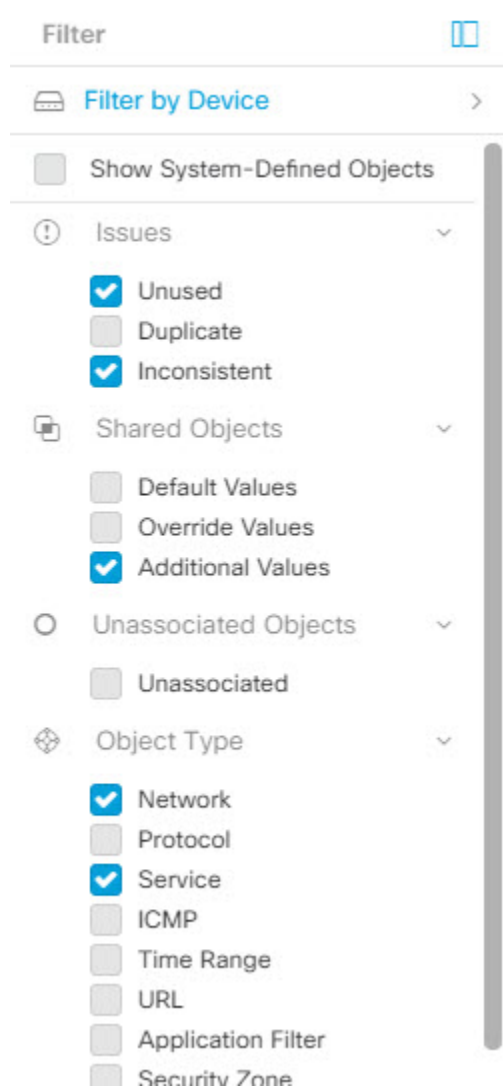 Filter
Filter by Device
Show System-Defined Objects
Issues
Unused
Duplicate
Inconsistent
Shared Objects
Default Values
Override Values
Additional Values
Unassociated Objects
Unassociated
Object Type
Network
Protocol
Service
ICMP
Time Range
URL
Application Filter
Security Zone